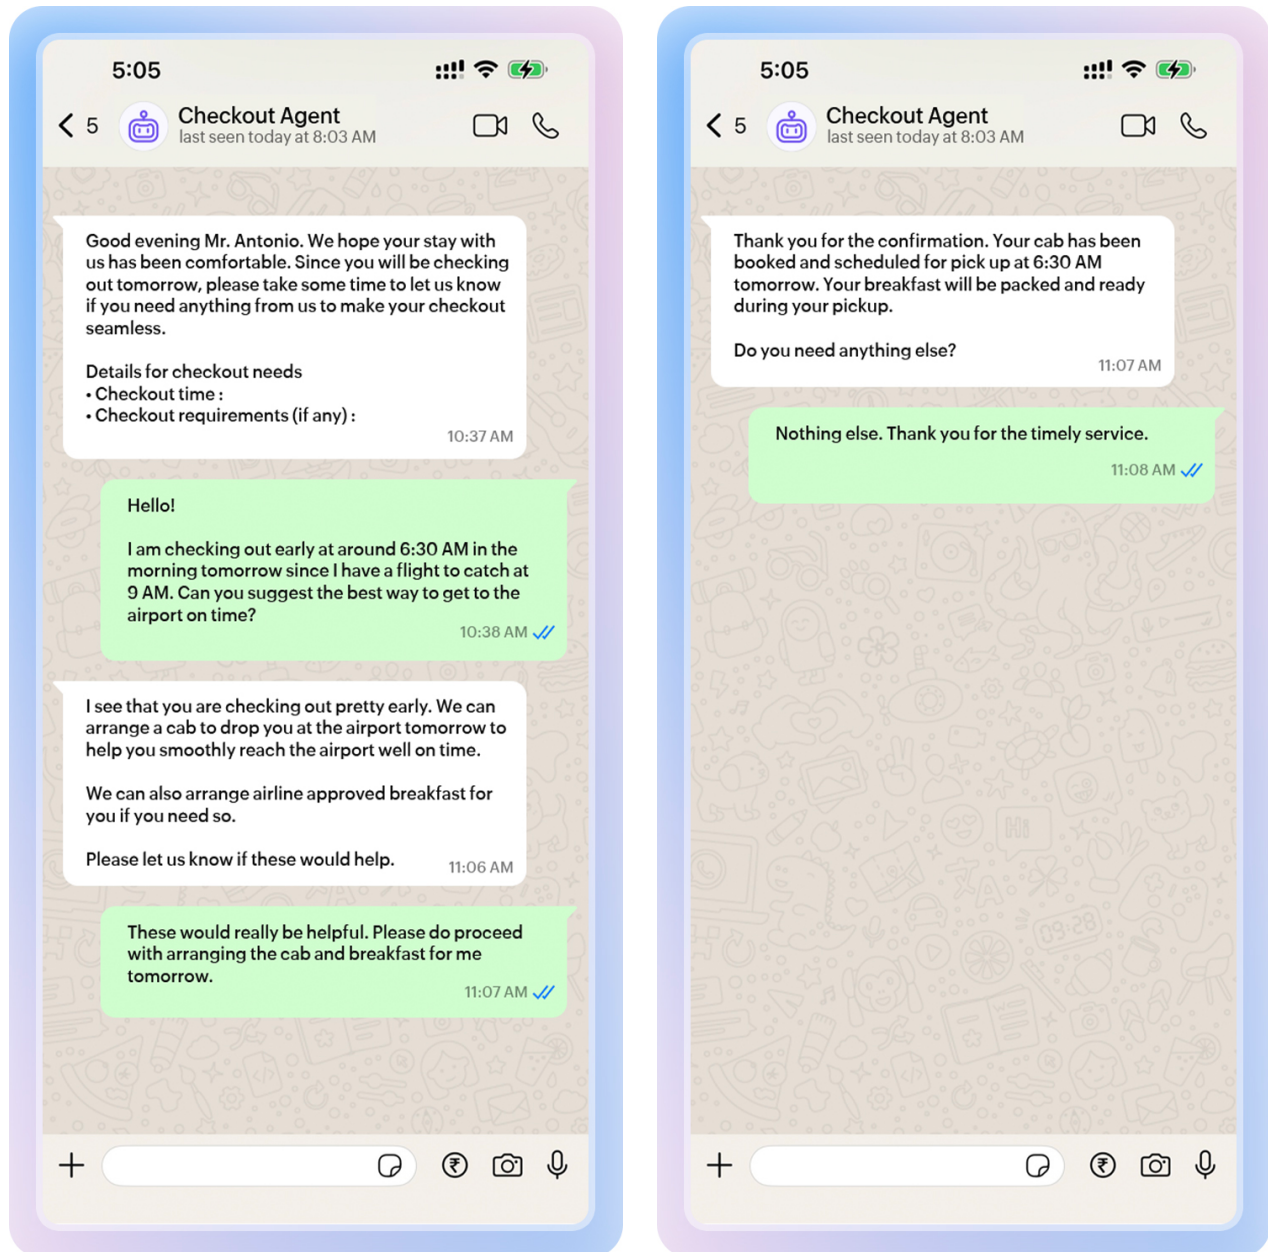 5:05
5
Checkout Agent
last seen today at 8:03 AM
Good evening Mr. Antonio. We hope your stay with
us has been comfortable. Since you will be checking
out tomorrow, please take some time to let us know
if you need anything from us to make your checkout
seamless.
Details for checkout needs
• Checkout time :
• Checkout requirements (if any) :
10:37 AM
Hello!
I am checking out early at around 6:30 AM in the
morning tomorrow since I have a flight to catch at
9 AM. Can you suggest the best way to get to the
airport on time?
10:38 AM
I see that you are checking out pretty early. We can
arrange a cab to drop you at the airport tomorrow to
help you smoothly reach the airport well on time.
We can also arrange airline approved breakfast for
you if you need so.
Please let us know if these would help.
11:06 AM
These would really be helpful. Please do proceed
with arranging the cab and breakfast for me
tomorrow.
11:07 AM
5:05
5
Checkout Agent
last seen today at 8:03 AM
Thank you for the confirmation. Your cab has been
booked and scheduled for pick up at 6:30 AM
tomorrow. Your breakfast will be packed and ready
during your pickup.
Do you need anything else?
11:07 AM
Nothing else. Thank you for the timely service.
11:08 AM
Hi
09:28